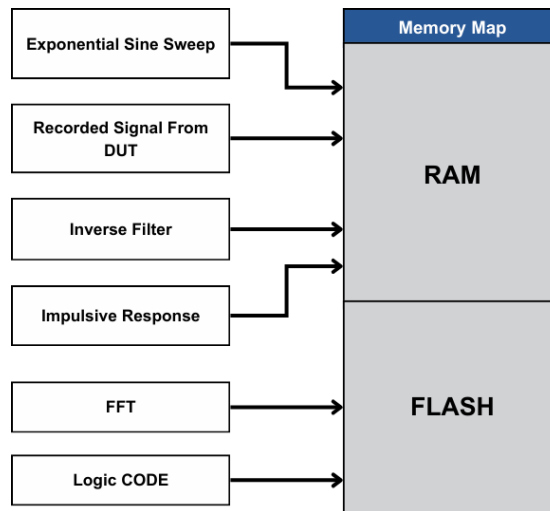 Exponential Sine Sweep
Recorded Signal From
DUT
Inverse Filter
Impulsive Response
FFT
Logic CODE
Memory Map
RAM
FLASH